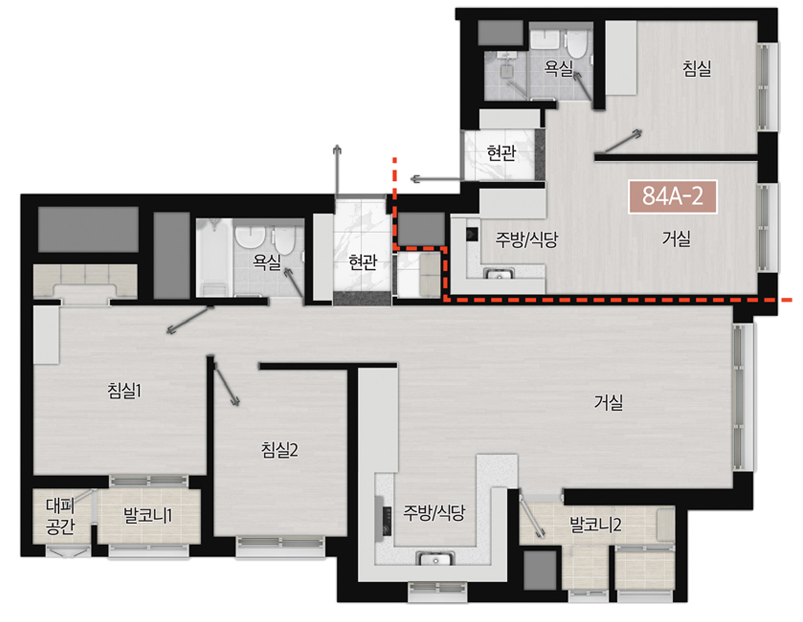 욕실
침실
현관
84A-2
주방/식당
거실
욕실
현관
침실1
거실
침실2
주방/식당
대피
공간
발코니1
발코니2